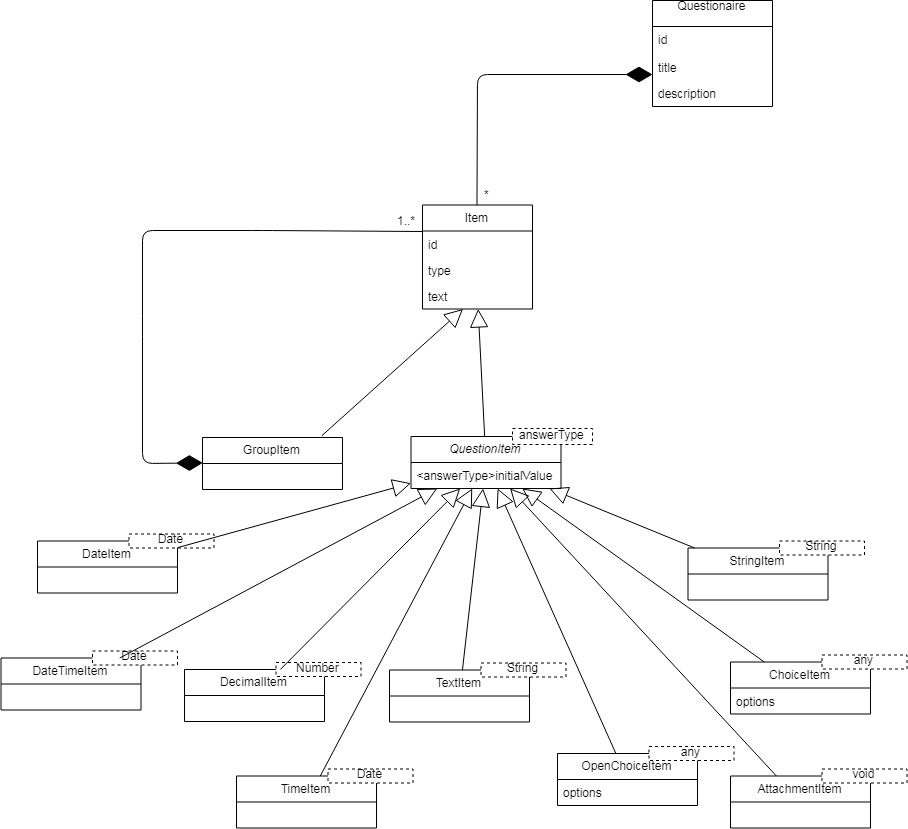 Questionaire
id
title
description
*
1..*
Item
id
type
text
GroupItem
answerType
QuestionItem
<answerType>initialValue
Date
DateItem
String
StringItem
Date
DateTimeItem
Number
DecimalItem
String
TextItem
any
ChoiceItem
options
any
OpenChoiceItem
options
Date
TimeItem
void
AttachmentItem